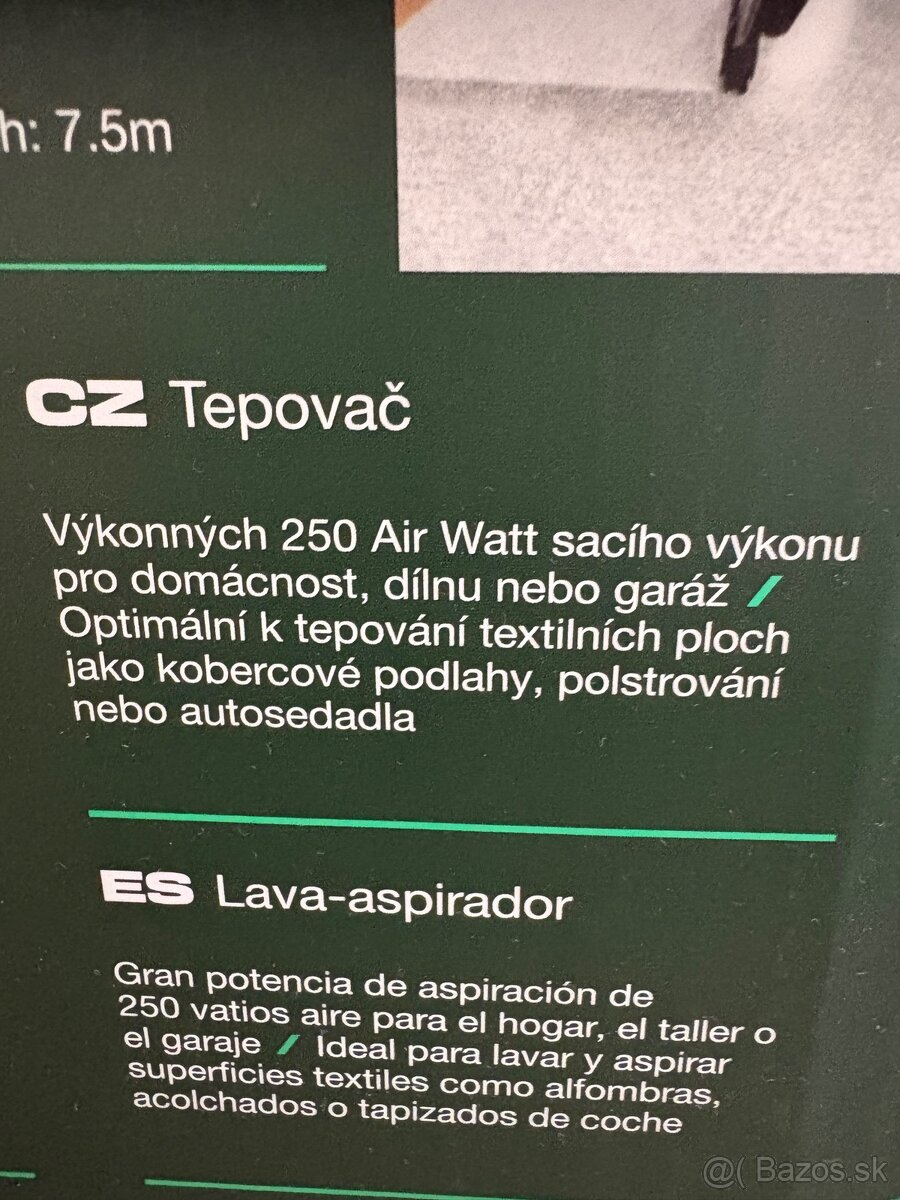 h: 7.5m
CZ Tepovač
Výkonných 250 Air Watt sacího výkonu
pro domácnost, dílnu nebo garáž /
Optimální k tepování textilních ploch
jako kobercové podlahy, polstrování
nebo autosedadla
ES Lava-aspirador
Gran potencia de aspiración de
250 vatios aire para el hogar, el taller o
el garaje / Ideal para lavar y aspirar
superficies textiles como alfombras,
acolchados o tapizados de coche
@( Bazos.sk